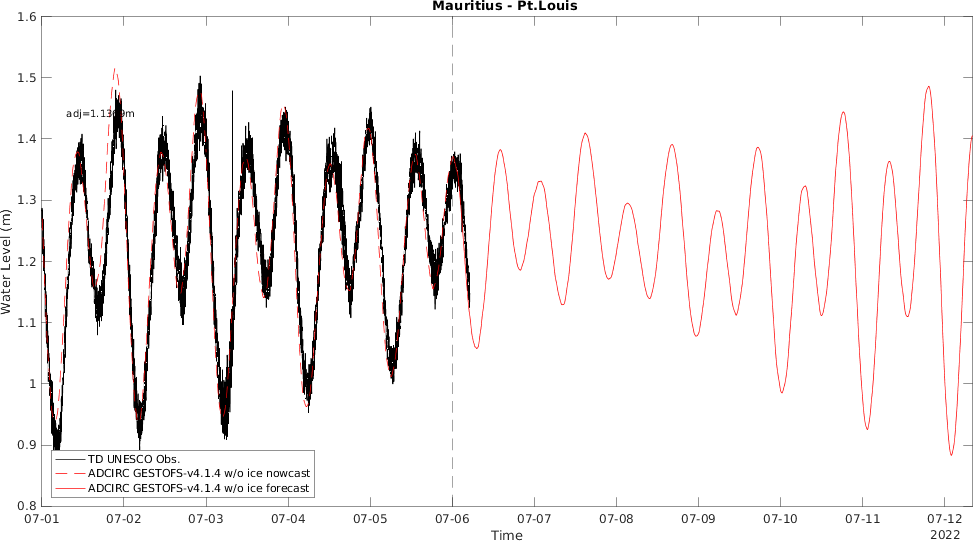 Mauritius - Pt.Louis
1.6
1.5
1.4
1.3
1.2
1.1
1
0.9
0.8
Water Level (m)
TD UNESCO Obs.
ADCIRC GESTOFS-v4.1.4 w/o ice nowcast
ADCIRC GESTOFS-v4.1.4 w/o ice forecast
07-01 07-02 07-03 07-04 07-05 07-06 07-07 07-08 07-09 07-10 07-11 07-12
Time
2022